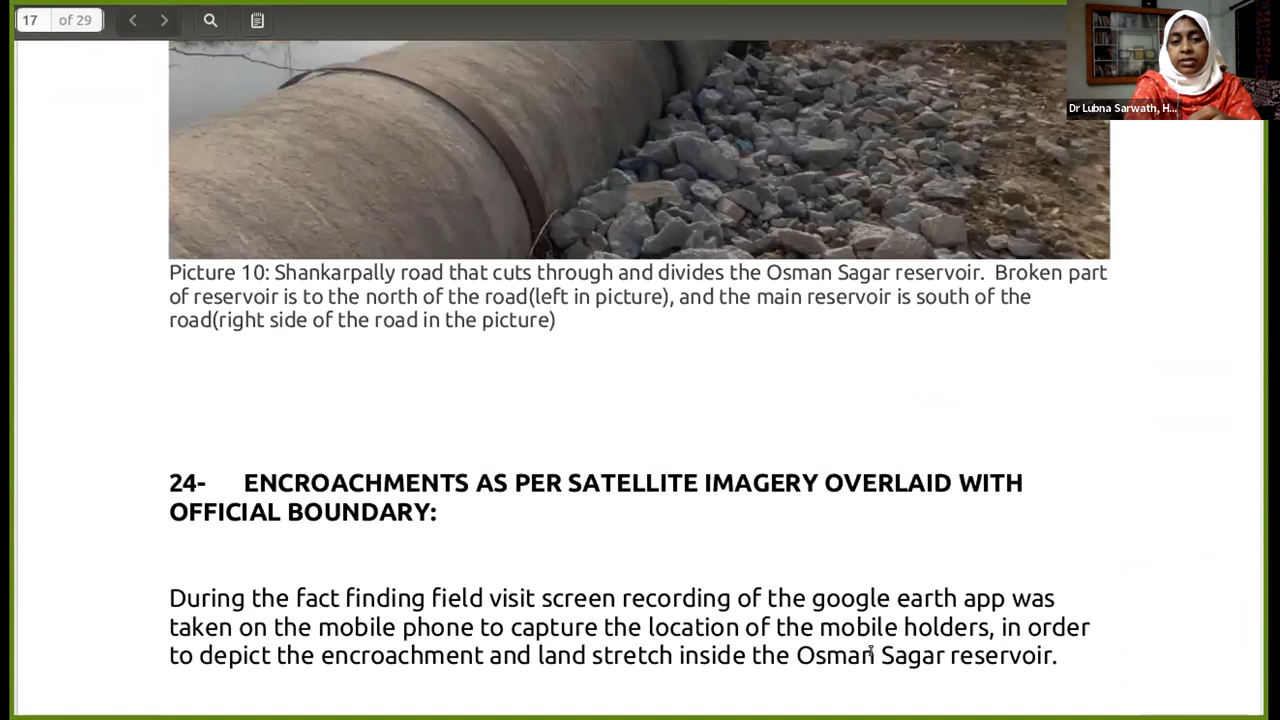 17 of 29
Dr Lubna Sarwath, H...
Picture 10: Shankarpally road that cuts through and divides the Osman Sagar reservoir.  Broken part
of reservoir is to the north of the road(left in picture), and the main reservoir is south of the
road(right side of the road in the picture)
24- ENCROACHMENTS AS PER SATELLITE IMAGERY OVERLAID WITH
OFFICIAL BOUNDARY:
During the fact finding field visit screen recording of the google earth app was
taken on the mobile phone to capture the location of the mobile holders, in order
to depict the encroachment and land stretch inside the Osman Sagar reservoir.